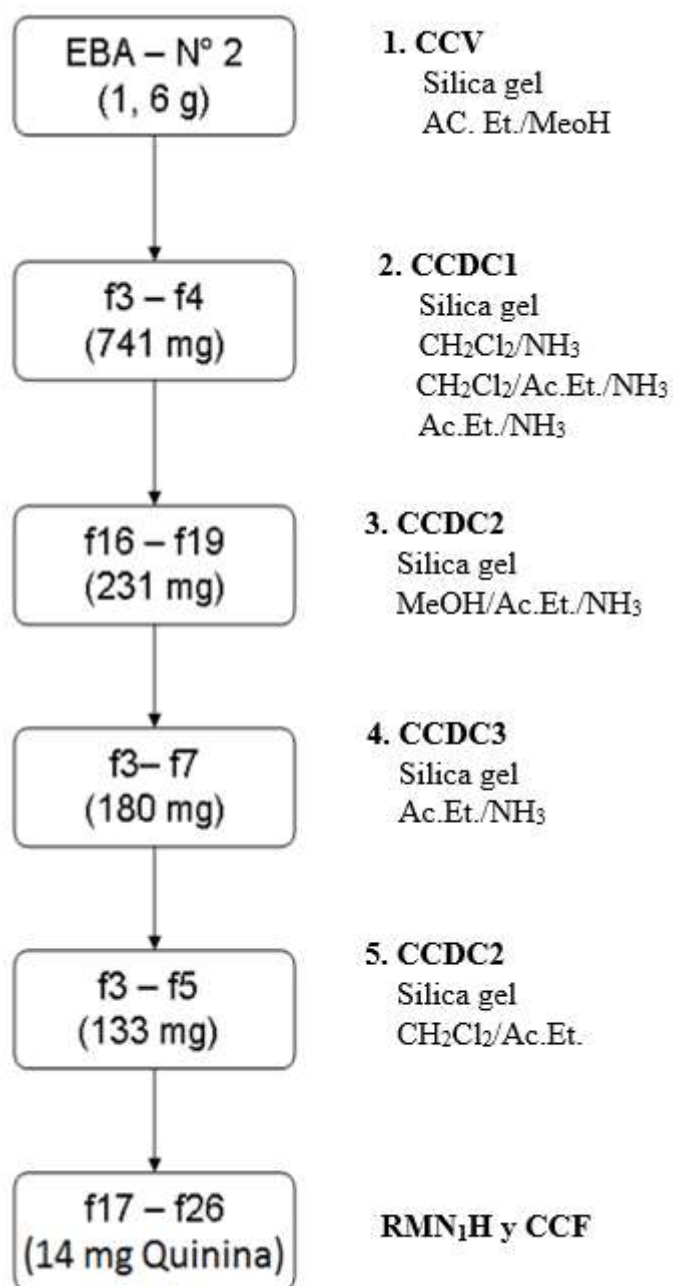 EBA – N° 2
(1, 6 g)
1. CCV
Silica gel
AC. Et./MeoH
f3 – f4
(741 mg)
2. CCDC1
Silica gel
CH₂Cl₂/NH₃
CH₂Cl₂/Ac.Et./NH₃
Ac.Et./NH₃
f16 – f19
(231 mg)
3. CCDC2
Silica gel
MeOH/Ac.Et./NH₃
f3– f7
(180 mg)
4. CCDC3
Silica gel
Ac.Et./NH₃
f3 – f5
(133 mg)
5. CCDC2
Silica gel
CH₂Cl₂/Ac.Et.
f17 – f26
(14 mg Quinina)
RMN₁H y CCF